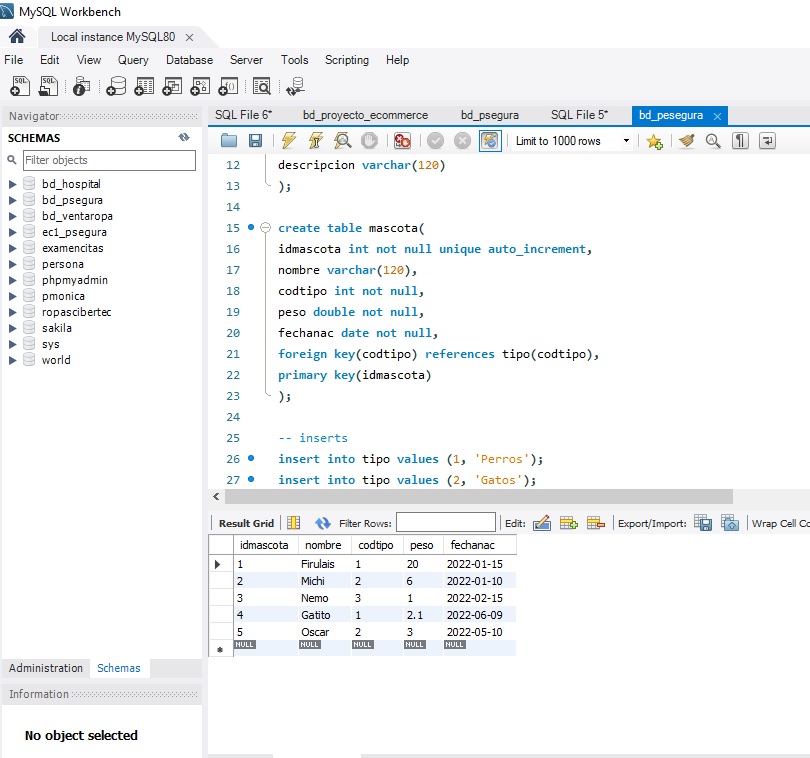 MySQL Workbench
Local instance MySQL80
File Edit View Query Database Server Tools Scripting Help
Navigator
SCHEMAS
Filter objects
bd_hospital
bd_psegura
bd_ventaropa
ec1_psegura
examencitas
persona
phpmyadmin
pmonica
ropascibertec
sakila
sys
world
Administration Schemas
Information
No object selected
SQL File 6* bd_proyecto_ecommerce bd_psegura SQL File 5* bd_pesegura
Limit to 1000 rows
12 descripcion varchar(120)
13 );
14
15 create table mascota(
16 idmascota int not null unique auto_increment,
17 nombre varchar(120),
18 codtipo int not null,
19 peso double not null,
20 fechanac date not null,
21 foreign key(codtipo) references tipo(codtipo),
22 primary key(idmascota)
23 );
24
25 -- inserts
26 insert into tipo values (1, 'Perros');
27 insert into tipo values (2, 'Gatos');
Result Grid Filter Rows: Edit: Export/Import: Wrap Cell Co
idmascota nombre codtipo peso fechanac
1 Firulais 1 20 2022-01-15
2 Michi 2 6 2022-01-10
3 Nemo 3 1 2022-02-15
4 Gatito 1 2.1 2022-06-09
5 Oscar 2 3 2022-05-10
NULL NULL NULL NULL NULL